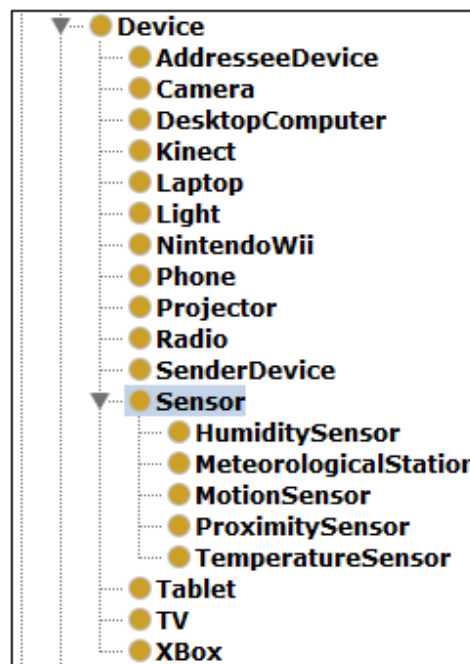 Device
AddresseeDevice
Camera
DesktopComputer
Kinect
Laptop
Light
NintendoWii
Phone
Projector
Radio
SenderDevice
Sensor
HumiditySensor
MeteorologicalStation
MotionSensor
ProximitySensor
TemperatureSensor
Tablet
TV
XBox